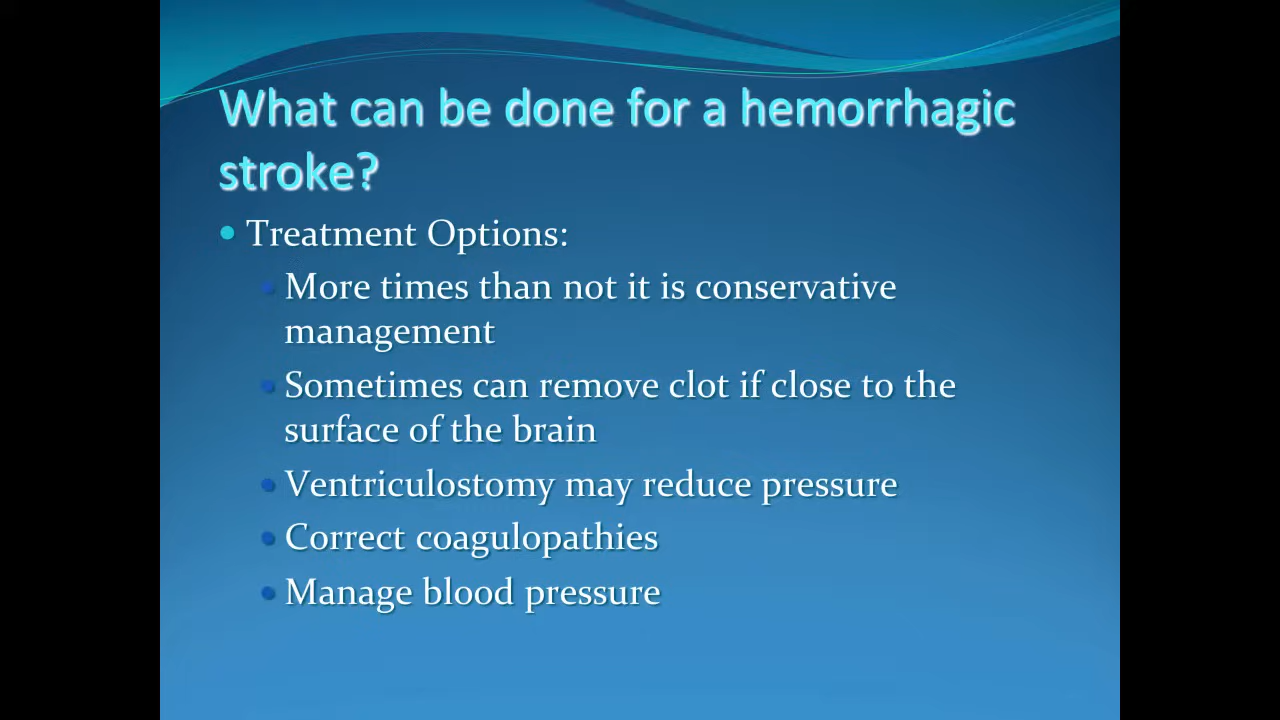 What can be done for a hemorrhagic
stroke?
• Treatment Options:
• More times than not it is conservative
management
• Sometimes can remove clot if close to the
surface of the brain
• Ventriculostomy may reduce pressure
• Correct coagulopathies
• Manage blood pressure